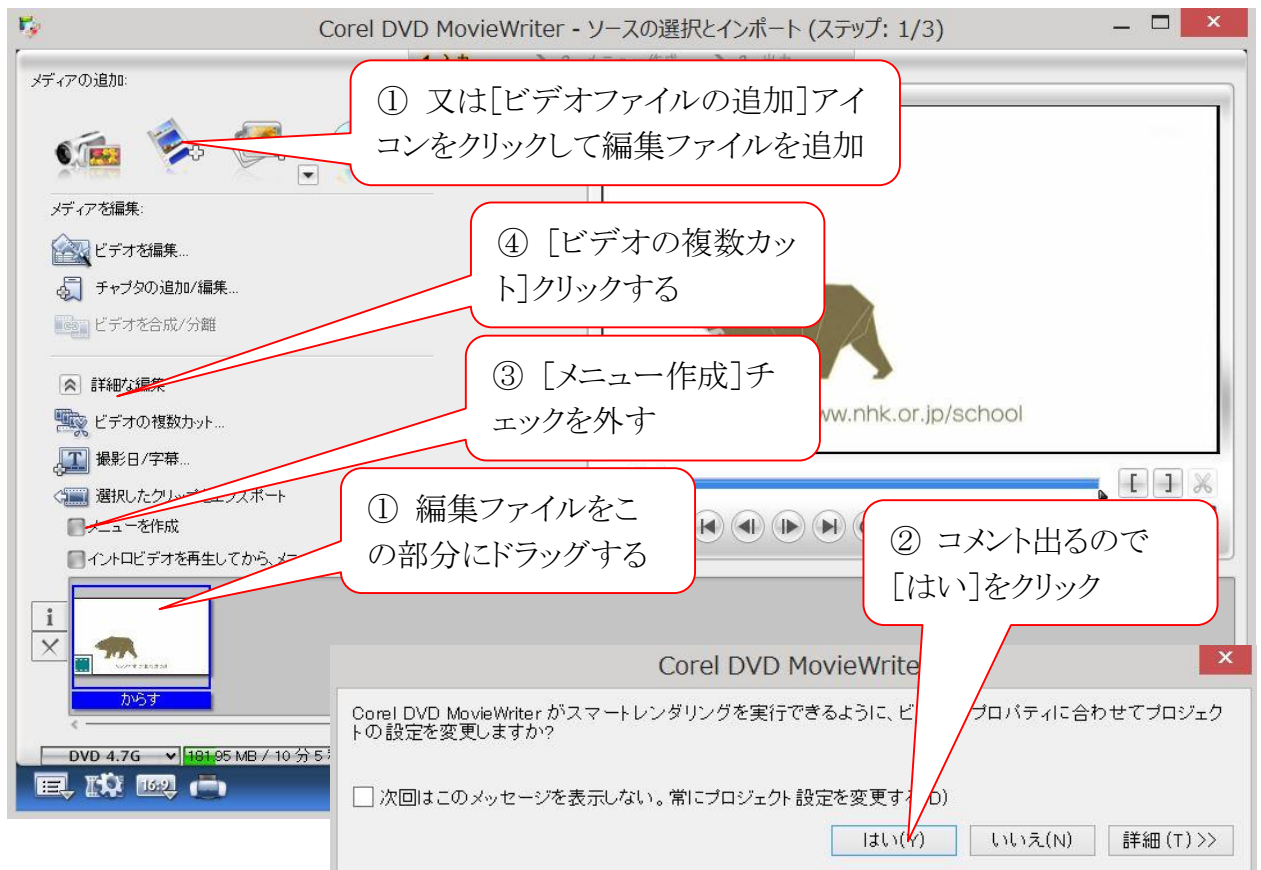 Corel DVD MovieWriter - ソースの選択とインポート (ステップ: 1/3)
メディアの追加:
① 又は[ビデオファイルの追加]アイ
コンをクリックして編集ファイルを追加
メディアを編集:
ビデオを編集...
チャプタの追加/編集...
ビデオを合成/分離
④ [ビデオの複数カッ
ト]クリックする
詳細な編集
ビデオの複数カット...
撮影日/字幕...
選択したクリップをエクスポート
メニューを作成
イントロビデオを再生してから、メニ
③ [メニュー作成]チ
ェックを外す
ww.nhk.or.jp/school
① 編集ファイルをこ
の部分にドラッグする
② コメント出るので
[はい]をクリック
からす
DVD 4.7G
181.95 MB / 10 分 5
16:9
Corel DVD MovieWrite
Corel DVD MovieWriter がスマートレンダリングを実行できるように、ビ プロパティに合わせてプロジェク
トの設定を変更しますか?
次回はこのメッセージを表示しない。常にプロジェクト設定を変更する D)
はい(Y)
いいえ(N)
詳細 (T) >>